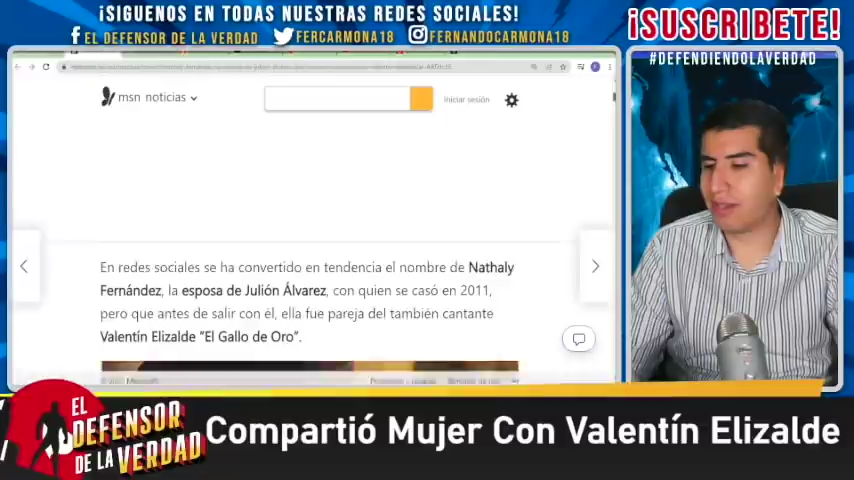 ¡SIGUENOS EN TODAS NUESTRAS REDES SOCIALES!
EL DEFENSOR DE LA VERDAD
FERCARMONA18
FERNANDOCARMONA18
¡SUSCRIBETE!
#DEFENDIENDOLAVERDAD
msn noticias
Iniciar sesión
En redes sociales se ha convertido en tendencia el nombre de Nathaly
Fernández, la esposa de Julión Álvarez, con quien se casó en 2011,
pero que antes de salir con él, ella fue pareja del también cantante
Valentín Elizalde "El Gallo de Oro".
EL
DEFENSOR
DE LA VERDAD
Compartió Mujer Con Valentín Elizalde